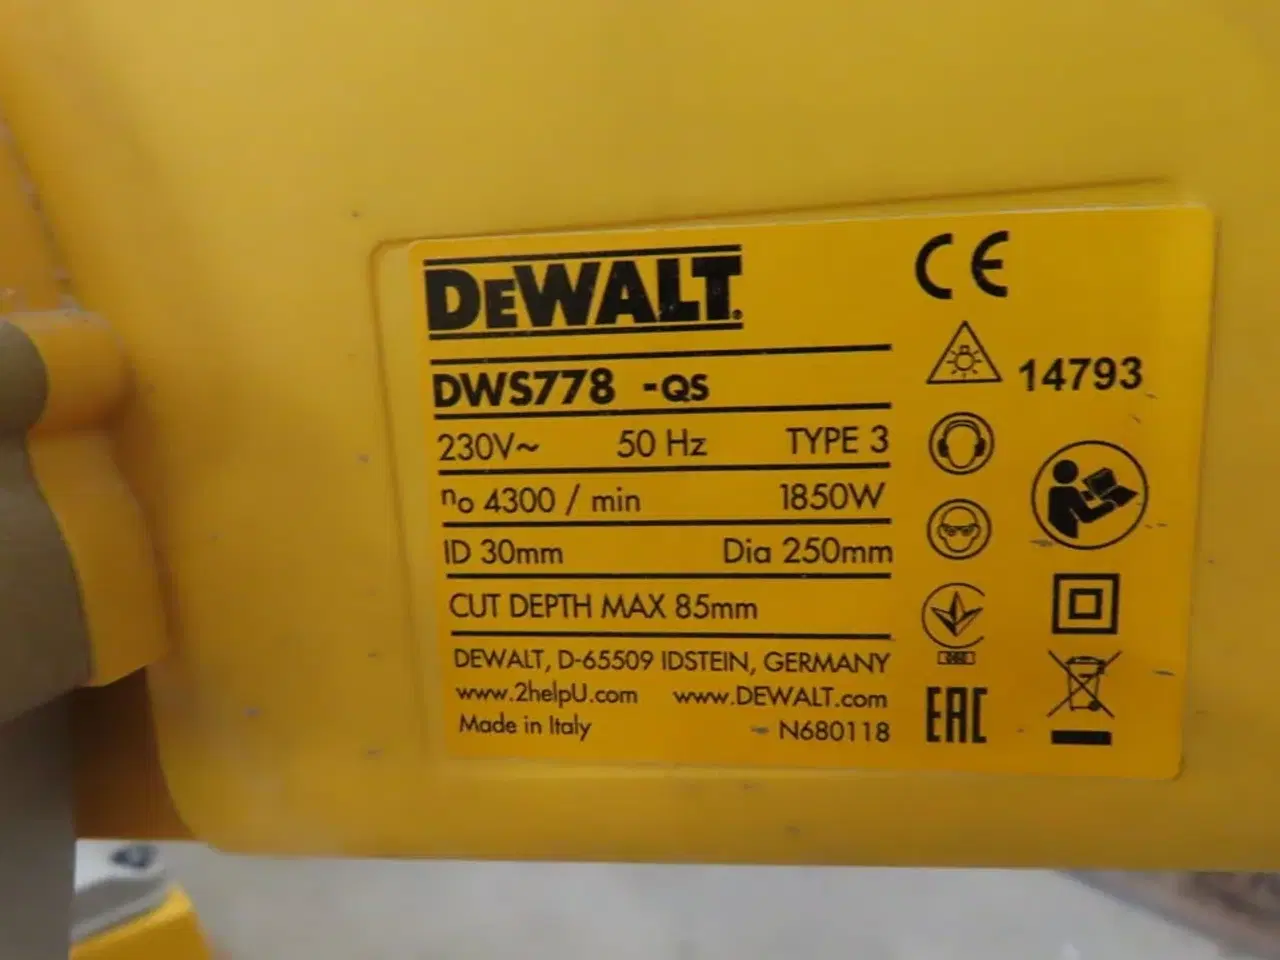 DEWALT
CE
DWS778 -QS
14793
230V~ 50 Hz TYPE 3
no 4300 / min 1850W
ID 30mm Dia 250mm
CUT DEPTH MAX 85mm
DEWALT, D-65509 IDSTEIN, GERMANY
www.2helpU.com www.DEWALT.com
Made in Italy N680118
EAC